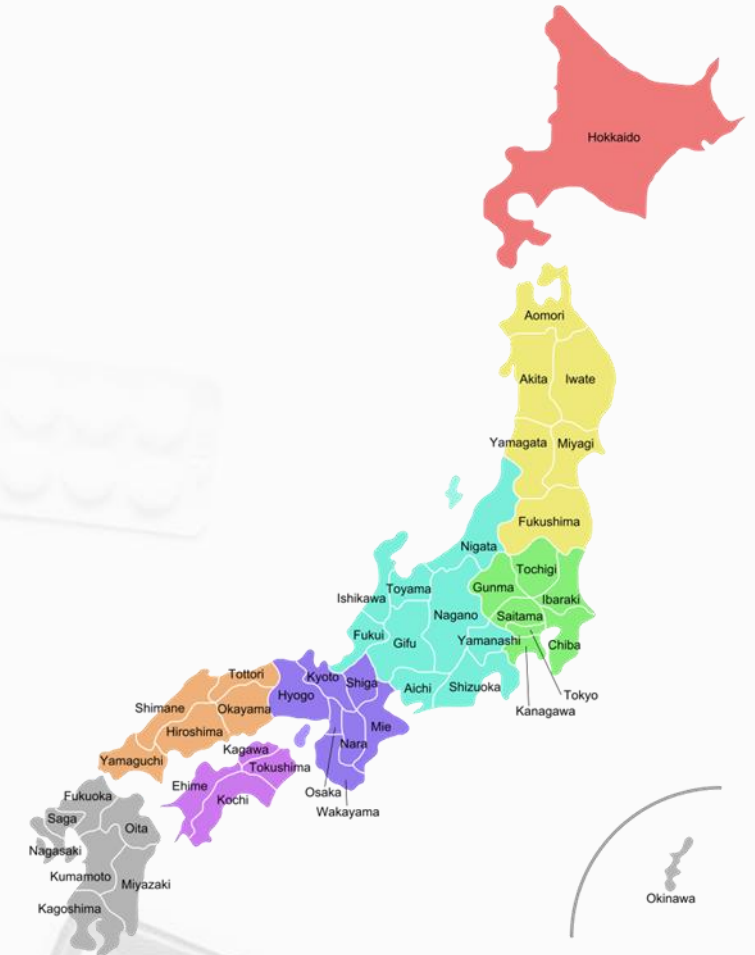 Hokkaido
Aomori
Akita
Iwate
Yamagata
Miyagi
Fukushima
Nigata
Tochigi
Gunma
Ibaraki
Toyama
Ishikawa
Saitama
Nagano
Fukui
Gifu
Yamanashi
Chiba
Tottori
Kyoto
Shiga
Aichi
Shizuoka
Hyogo
Tokyo
Shimane
Okayama
Kanagawa
Mie
Hiroshima
Nara
Kagawa
Yamaguchi
Tokushima
Ehime
Osaka
Fukuoka
Kochi
Wakayama
Saga
Oita
Nagasaki
Kumamoto
Miyazaki
Okinawa
Kagoshima